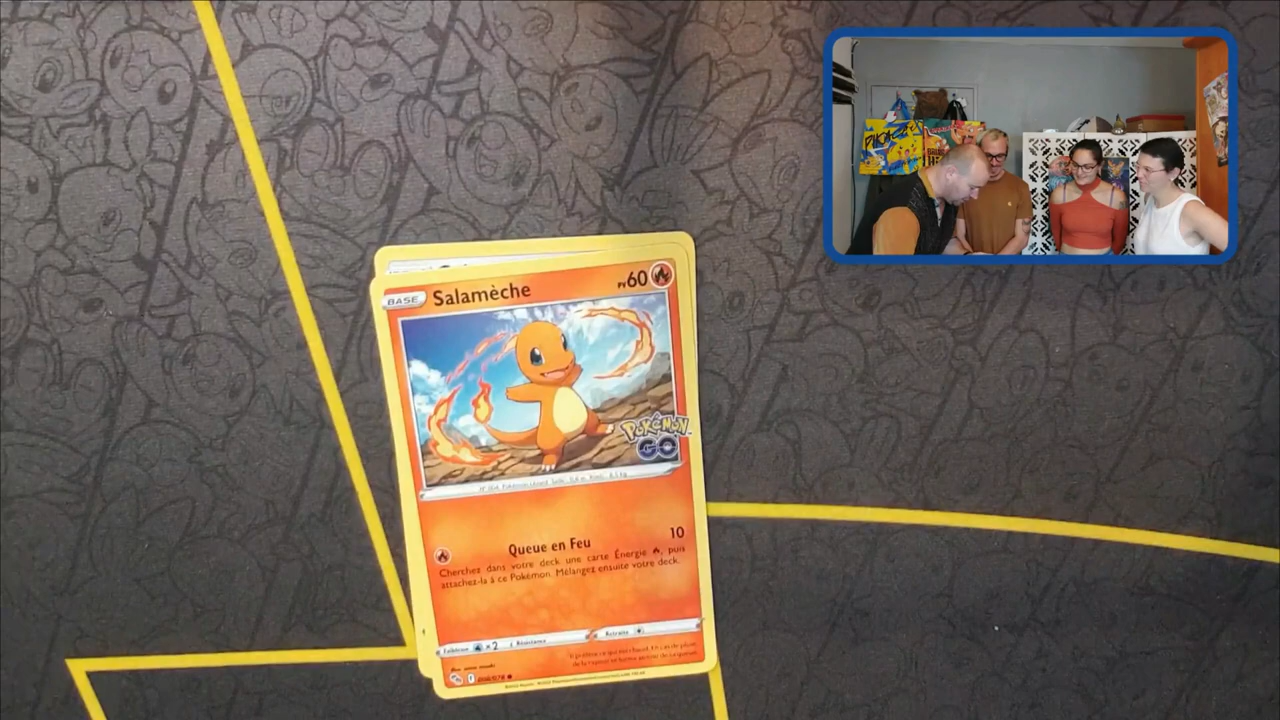 PIKACHU
BASE Salamèche PV60
POKÉMON
GO
Queue en Feu 10
Cherchez dans votre deck une carte Énergie, puis
attachez-la à ce Pokémon. Mélangez ensuite votre deck.
Faiblesse ×2 Résistance Retraite